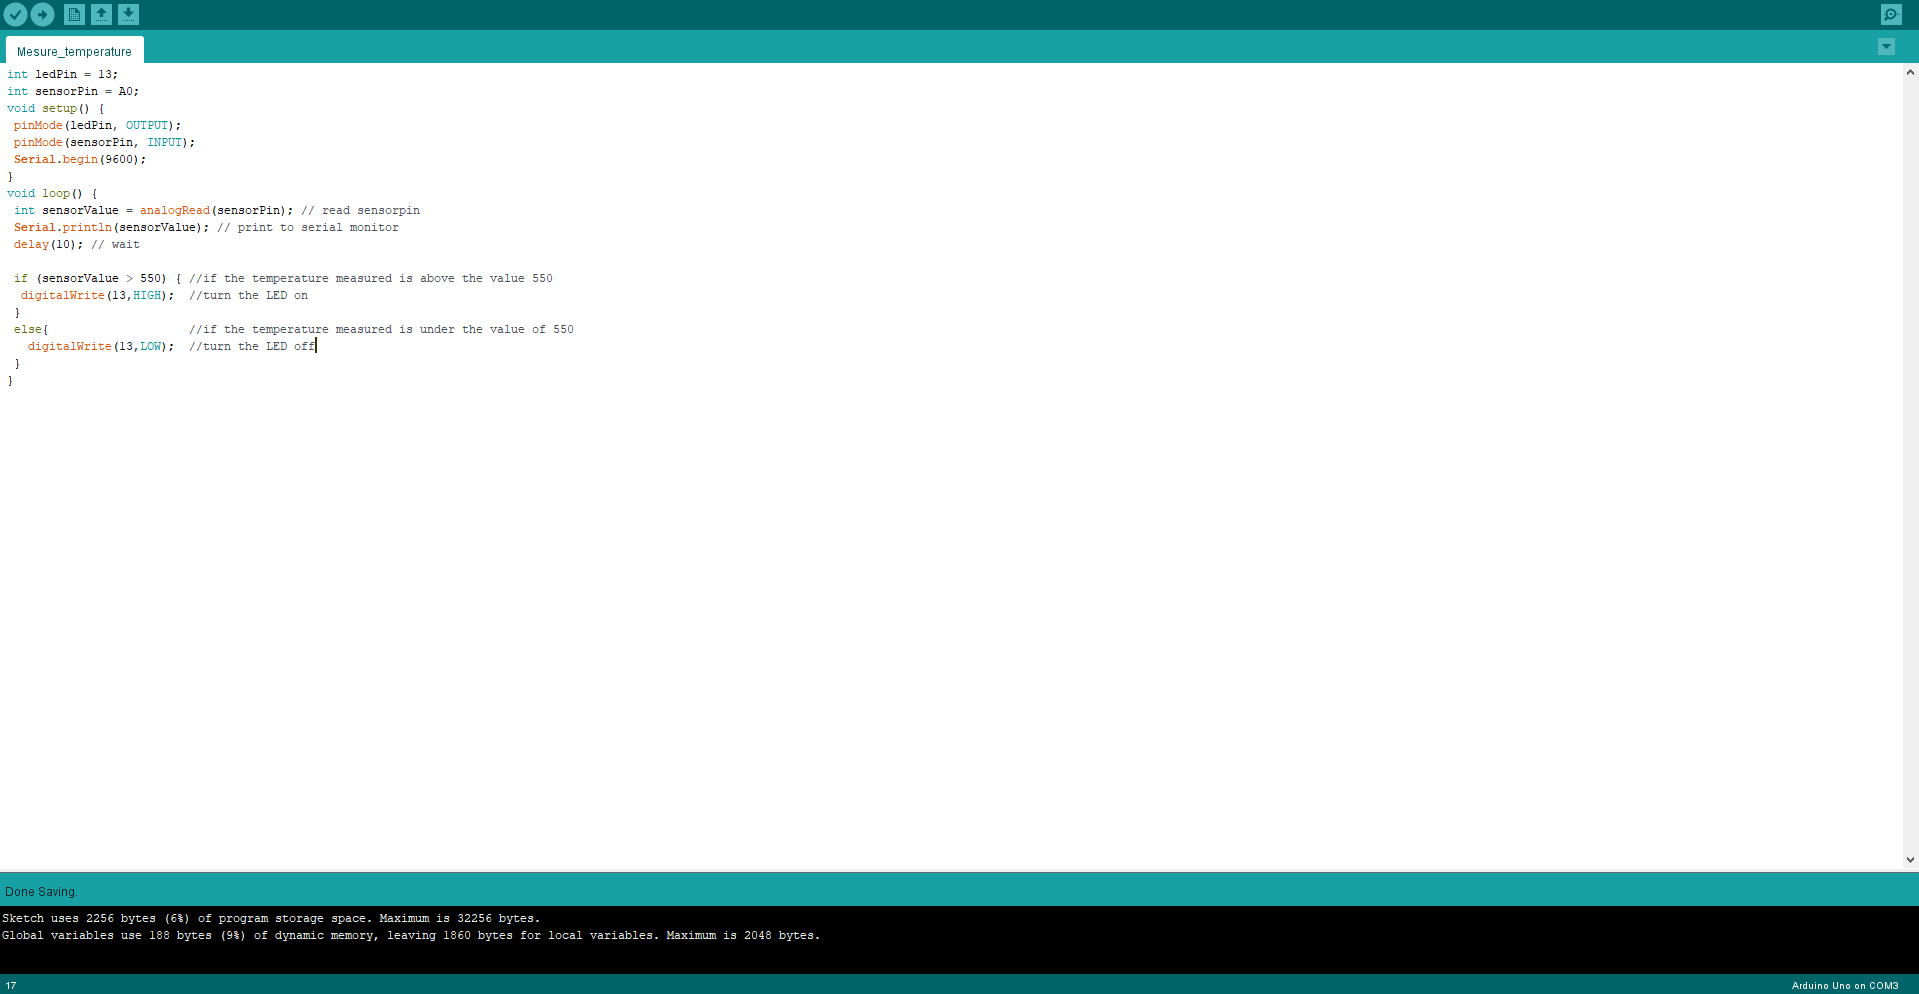 Mesure_temperature
int ledPin = 13;
int sensorPin = A0;
void setup() {
 pinMode(ledPin, OUTPUT);
 pinMode(sensorPin, INPUT);
 Serial.begin(9600);
}
void loop() {
 int sensorValue = analogRead(sensorPin); // read sensorpin
 Serial.println(sensorValue); // print to serial monitor
 delay(10); // wait
 if (sensorValue > 550) { //if the temperature measured is above the value 550
  digitalWrite(13,HIGH);  //turn the LED on
 }
 else{                    //if the temperature measured is under the value of 550
   digitalWrite(13,LOW);  //turn the LED off
 }
}
Done Saving.
Sketch uses 2256 bytes (6%) of program storage space. Maximum is 32256 bytes.
Global variables use 188 bytes (9%) of dynamic memory, leaving 1860 bytes for local variables. Maximum is 2048 bytes.
17
Arduino Uno on COM3